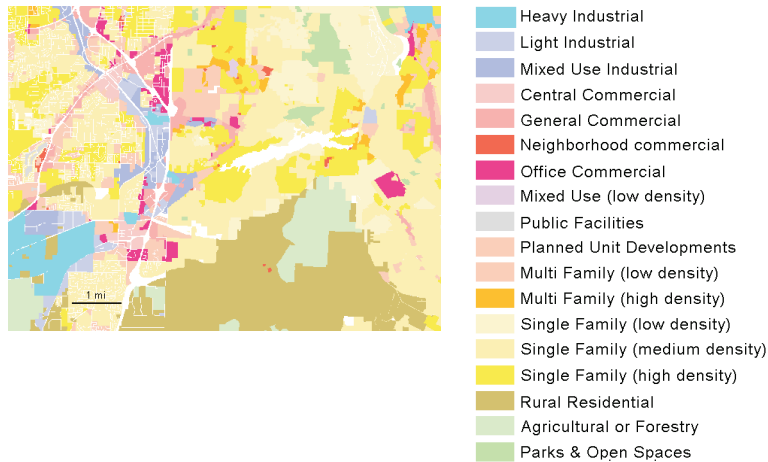 Heavy Industrial
Light Industrial
Mixed Use Industrial
Central Commercial
General Commercial
Neighborhood commercial
Office Commercial
Mixed Use (low density)
Public Facilities
Planned Unit Developments
Multi Family (low density)
Multi Family (high density)
Single Family (low density)
Single Family (medium density)
Single Family (high density)
Rural Residential
Agricultural or Forestry
Parks & Open Spaces
1 mi